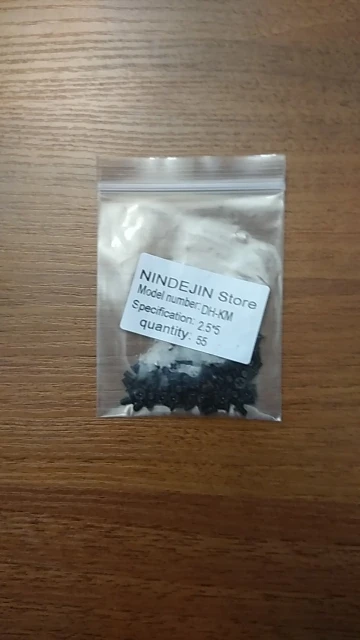 NINDEJIN Store
Model number: DH-KM
Specification: 2.5*5
quantity: 55